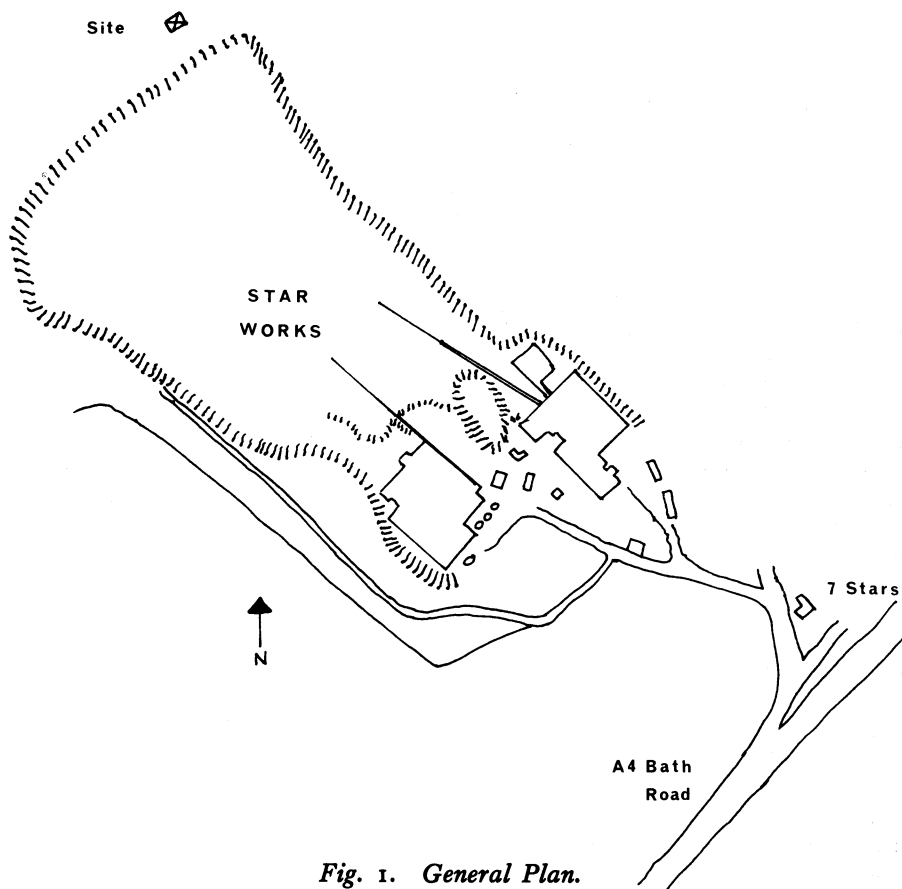 Site
STAR
WORKS
N
7 Stars
A4 Bath
Road
Fig. 1. General Plan.